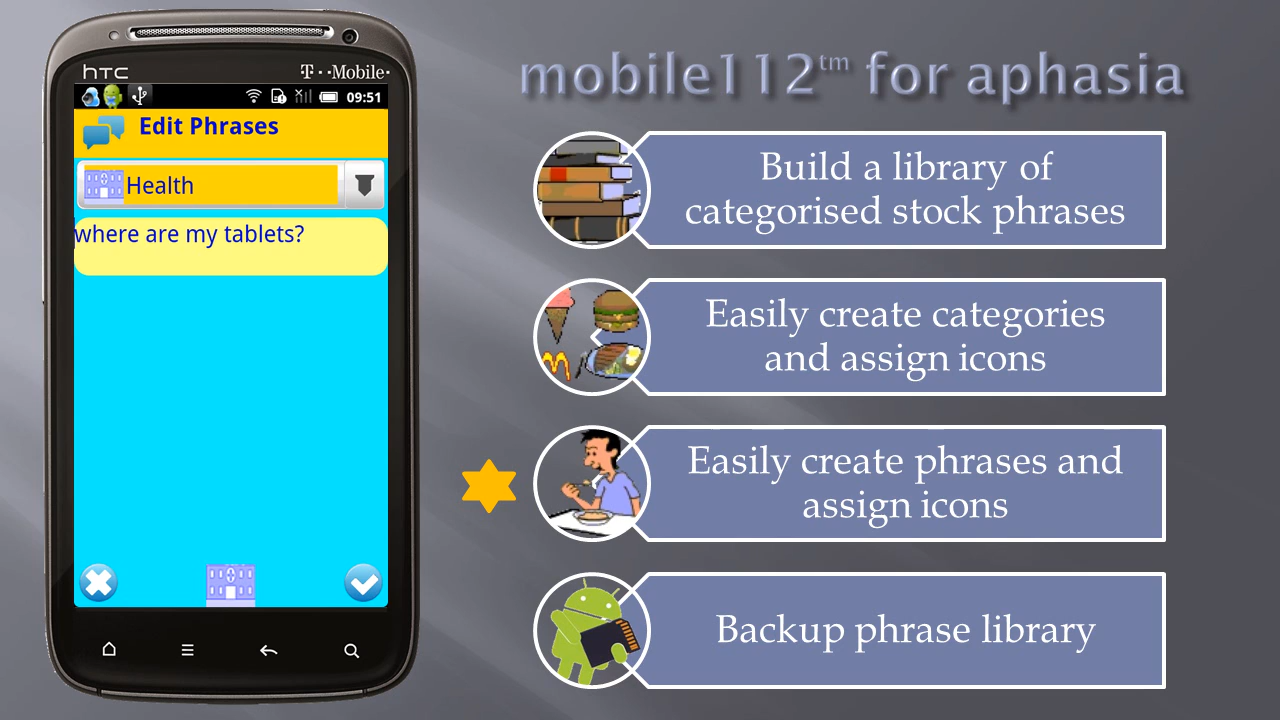 hTC
T··Mobile·
09:51
Edit Phrases
Health
where are my tablets?
mobile112tm for aphasia
Build a library of
categorised stock phrases
Easily create categories
and assign icons
Easily create phrases and
assign icons
Backup phrase library